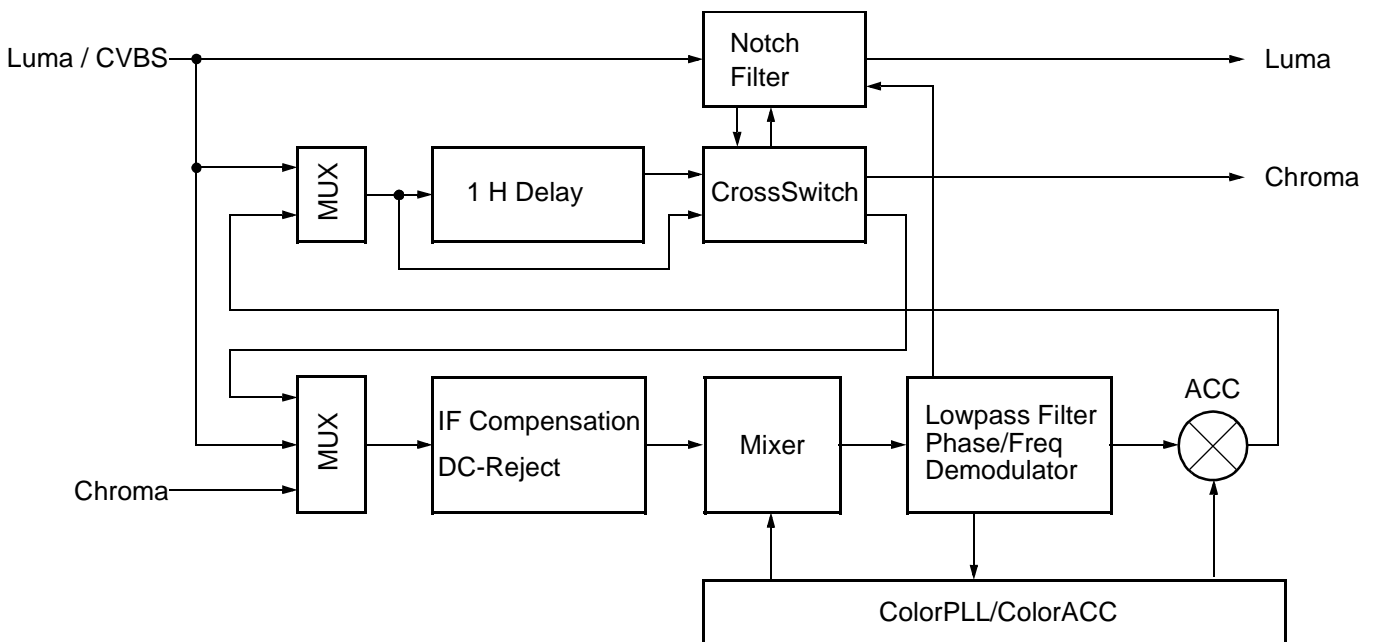 Luma / CVBS
Notch
Filter
Luma
MUX
1 H Delay
CrossSwitch
Chroma
ACC
MUX
IF Compensation
DC-Reject
Mixer
Lowpass Filter
Phase/Freq
Demodulator
Chroma
ColorPLL/ColorACC